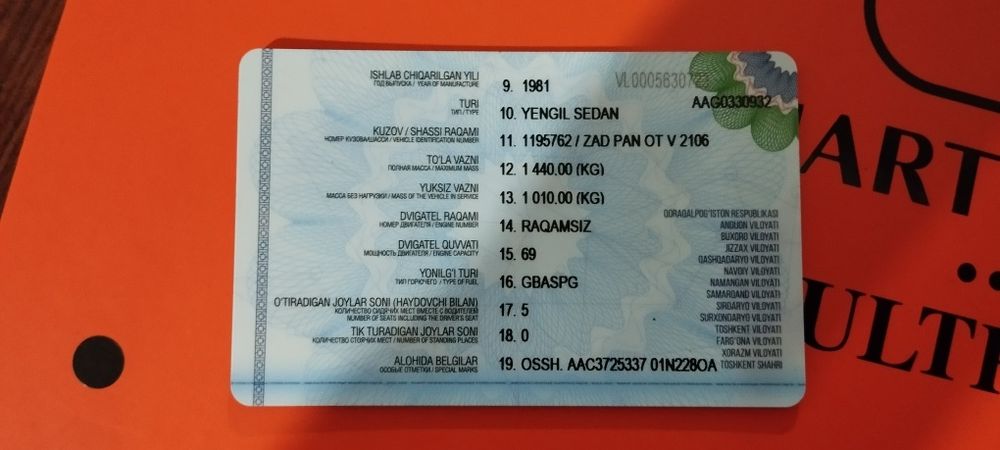 ISHLAB CHIQARILGAN YILI
ГОД ВЫПУСКА / YEAR OF MANUFACTURE
9. 1981
AAG0330932
TURI
ТИП / TYPE
10. YENGIL SEDAN
KUZOV / SHASSI RAQAMI
НОМЕР КУЗОВА/ШАССИ / VEHICLE IDENTIFICATION NUMBER
11. 1195762 / ZAD PAN OT V 2106
TO'LA VAZNI
ПОЛНАЯ МАССА / MAXIMUM MASS
12. 1 440.00 (KG)
YUKSIZ VAZNI
МАССА БЕЗ НАГРУЗКИ / MASS OF THE VEHICLE IN SERVICE
13. 1 010.00 (KG)
DVIGATEL RAQAMI
НОМЕР ДВИГАТЕЛЯ / ENGINE NUMBER
14. RAQAMSIZ
DVIGATEL QUVVATI
МОЩНОСТЬ ДВИГАТЕЛЯ / ENGINE CAPACITY
15. 69
YONILG'I TURI
ТИП ГОРЮЧЕГО / TYPE OF FUEL
16. GBASPG
O'TIRADIGAN JOYLAR SONI (HAYDOVCHI BILAN)
КОЛИЧЕСТВО СИДЯЧИХ МЕСТ ВМЕСТЕ С ВОДИТЕЛЕМ
NUMBER OF SEATS INCLUDING THE DRIVER'S SEAT
17. 5
TIK TURADIGAN JOYLAR SONI
КОЛИЧЕСТВО СТОЯЧИХ МЕСТ / NUMBER OF STANDING PLACES
18. 0
ALOHIDA BELGILAR
ОСОБЫЕ ОТМЕТКИ / SPECIAL MARKS
19. OSSH. AAC3725337 01N228OA
QORAQALPOG'ISTON RESPUBLIKASI
ANDIJON VILOYATI
BUXORO VILOYATI
JIZZAX VILOYATI
QASHQADARYO VILOYATI
NAVOIY VILOYATI
NAMANGAN VILOYATI
SAMARQAND VILOYATI
SIRDARYO VILOYATI
SURXONDARYO VILOYATI
TOSHKENT VILOYATI
FARG'ONA VILOYATI
XORAZM VILOYATI
TOSHKENT SHAHRI
ART
ULTI